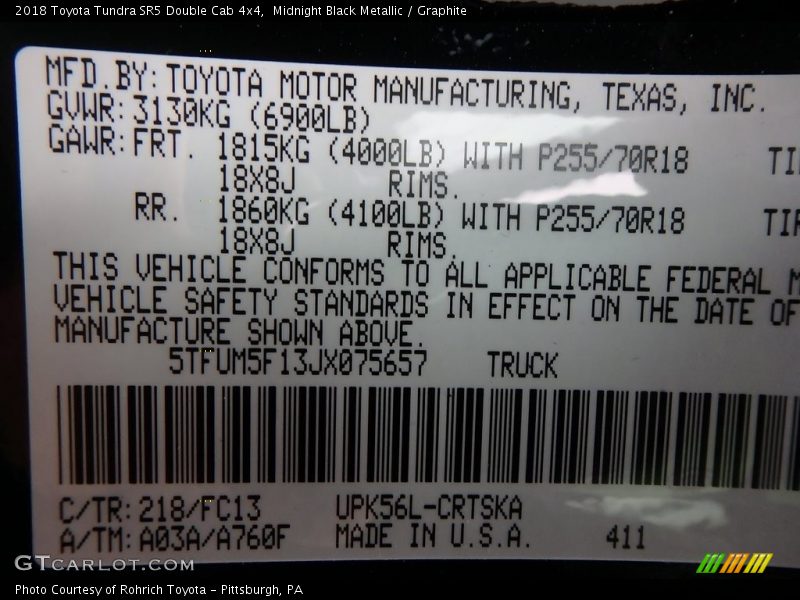 2018 Toyota Tundra SR5 Double Cab 4x4,  Midnight Black Metallic / Graphite
MFD.BY:TOYOTA MOTOR MANUFACTURING, TEXAS, INC.
GVWR:3130KG (6900LB)
GAWR:FRT. 1815KG (4000LB) WITH P255/70R18 TI
18X8J RIMS.
RR. 1860KG (4100LB) WITH P255/70R18 TIR
18X8J RIMS.
THIS VEHICLE CONFORMS TO ALL APPLICABLE FEDERAL M
VEHICLE SAFETY STANDARDS IN EFFECT ON THE DATE OF
MANUFACTURE SHOWN ABOVE.
5TFUM5F13JX075657 TRUCK
C/TR:218/FC13 UPK56L-CRTSKA
A/TM:A03A/A760F MADE IN U.S.A. 411
GTCARLOT.COM
Photo Courtesy of Rohrich Toyota - Pittsburgh, PA